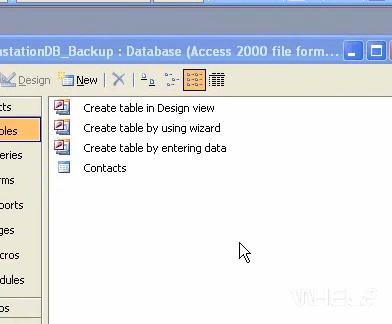 nstationDB_Backup : Database (Access 2000 file form...
Design New
cts
Create table in Design view
bles
Create table by using wizard
eries
Create table by entering data
rms
Contacts
ports
ges
cros
dules
ps